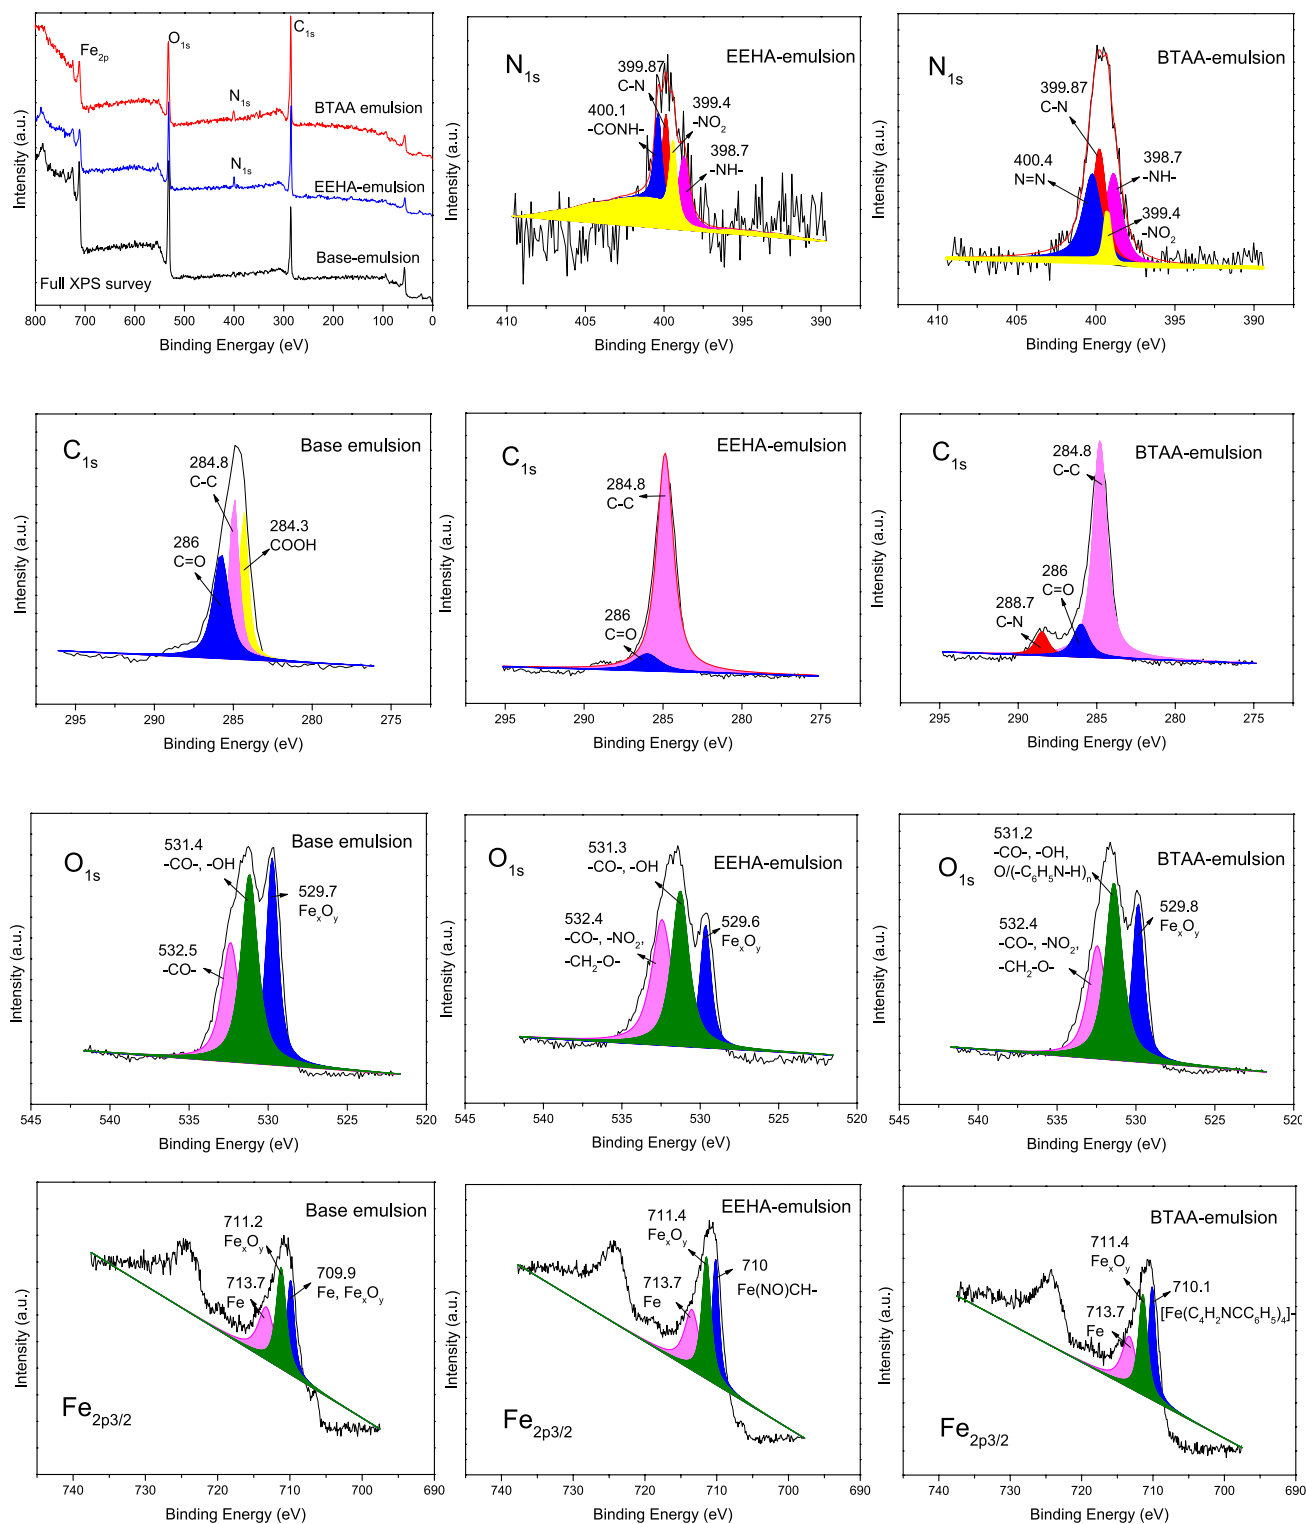 Fe2p
O1s
C1s
N1s
BTAA emulsion
N1s
EEHA-emulsion
Base-emulsion
Full XPS survey
800 700 600 500 400 300 200 100 0
Binding Energay (eV)
Intensity (a.u.)
N1s
EEHA-emulsion
399.87
C-N
400.1
-CONH-
399.4
-NO2
398.7
-NH-
410 405 400 395 390
Binding Energy (eV)
Intensity (a.u.)
N1s
BTAA-emulsion
399.87
C-N
400.4
N=N
398.7
-NH-
399.4
-NO2
410 405 400 395 390
Binding Energy (eV)
Intensity (a.u.)
C1s
Base emulsion
284.8
C-C
284.3
COOH
286
C=O
295 290 285 280 275
Binding Energy (eV)
Intensity (a.u.)
C1s
EEHA-emulsion
284.8
C-C
286
C=O
295 290 285 280 275
Binding Energy (eV)
Intensity (a.u.)
C1s
BTAA-emulsion
284.8
C-C
286
C=O
288.7
C-N
295 290 285 280 275
Binding Energy (eV)
Intensity (a.u.)
O1s
Base emulsion
531.4
-CO-, -OH
529.7
FexOy
532.5
-CO-
545 540 535 530 525 520
Binding Energy (eV)
Intensity (a.u.)
O1s
EEHA-emulsion
531.3
-CO-, -OH
532.4
-CO-, -NO2,
-CH2-O-
529.6
FexOy
545 540 535 530 525 520
Binding Energy (eV)
Intensity (a.u.)
O1s
BTAA-emulsion
531.2
-CO-, -OH,
O/(-C6H5N-H)n
529.8
FexOy
532.4
-CO-, -NO2,
-CH2-O-
545 540 535 530 525 520
Binding Energy (eV)
Intensity (a.u.)
Base emulsion
711.2
FexOy
713.7
Fe
709.9
Fe, FexOy
Fe2p3/2
740 730 720 710 700 690
Binding Energy (eV)
Intensity (a.u.)
EEHA-emulsion
711.4
FexOy
713.7
Fe
710
Fe(NO)CH-
Fe2p3/2
740 730 720 710 700 690
Binding Energy (eV)
Intensity (a.u.)
BTAA-emulsion
711.4
FexOy
713.7
Fe
710.1
[Fe(C4H2NCC6H5)4]-
Fe2p3/2
740 730 720 710 700 690
Binding Energy (eV)
Intensity (a.u.)